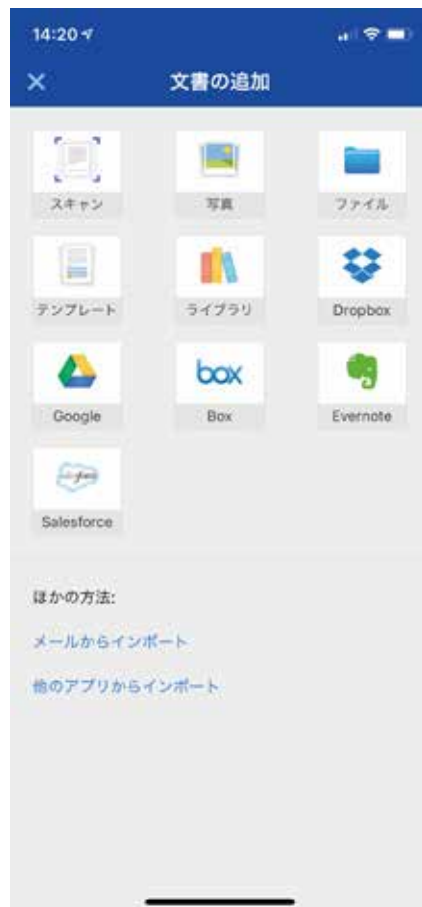 14:20
文書の追加
スキャン 写真 ファイル
テンプレート ライブラリ Dropbox
box
Google Box Evernote
Salesforce
ほかの方法:
メールからインポート
他のアプリからインポート